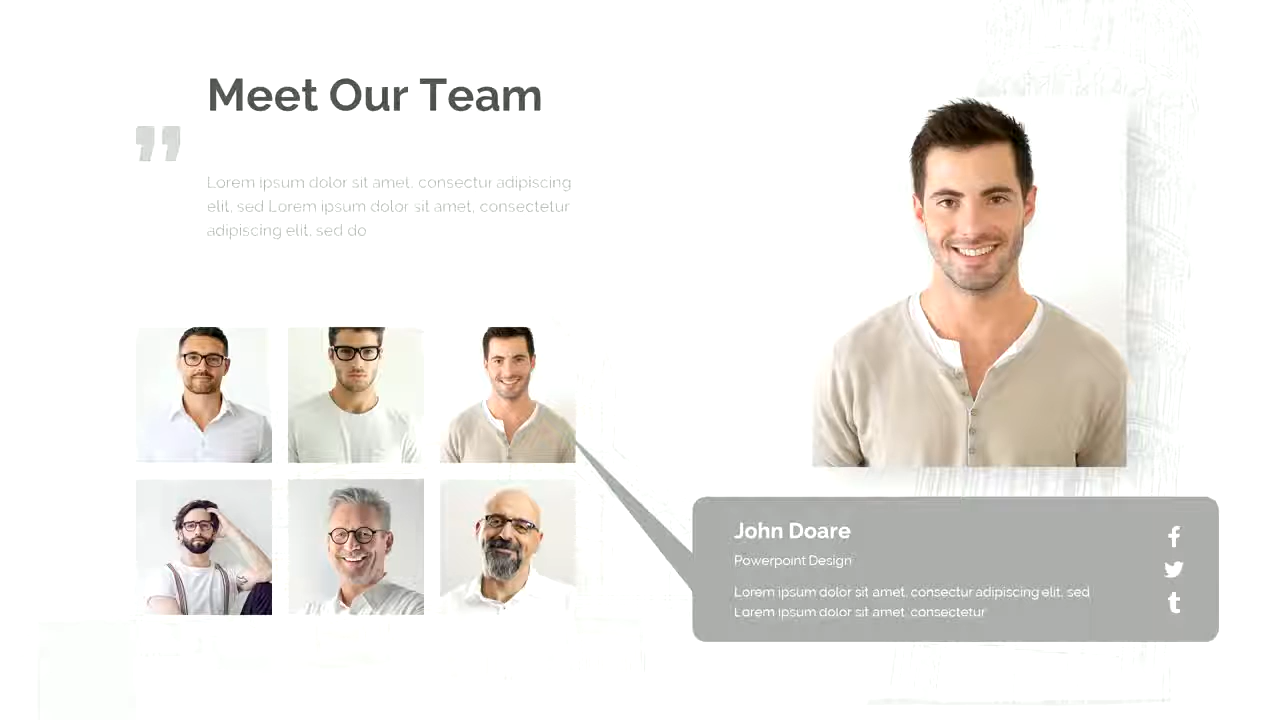 Meet Our Team
Lorem ipsum dolor sit amet, consectur adipiscing
elit, sed Lorem ipsum dolor sit amet, consectetur
adipiscing elit, sed do
John Doare
Powerpoint Design
Lorem ipsum dolor sit amet, consectur adipiscing elit, sed
Lorem ipsum dolor sit amet, consectetur